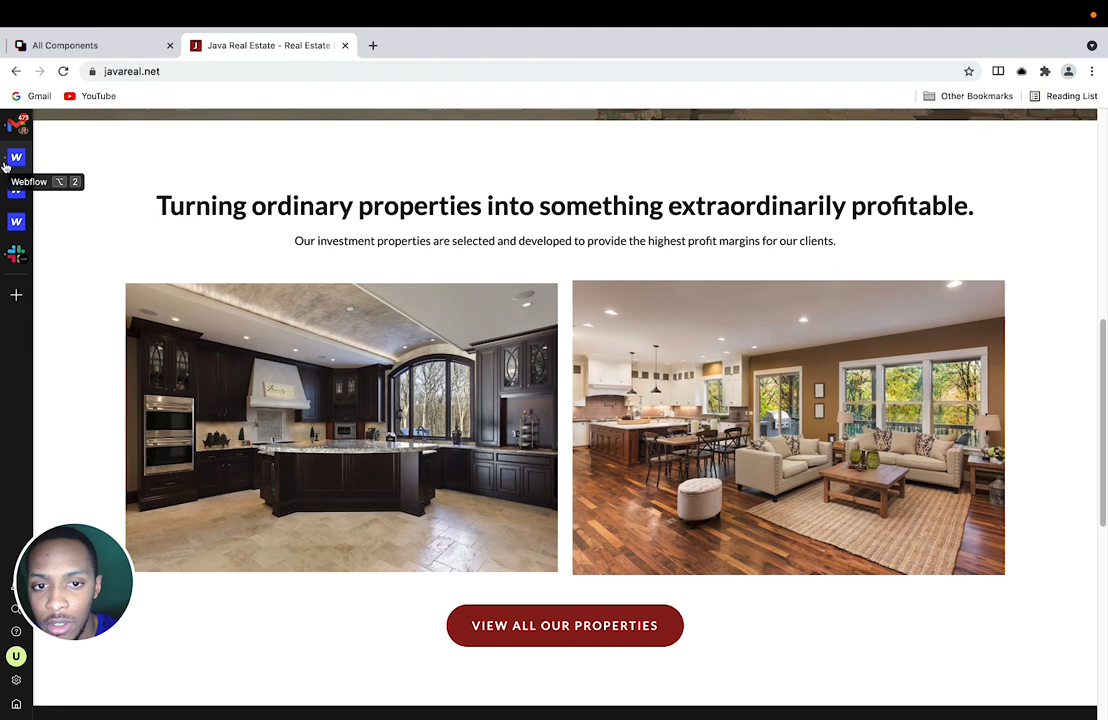 All Components
Java Real Estate - Real Estate
javareal.net
Gmail
YouTube
Other Bookmarks
Reading List
475
W
Webflow ⌥ 2
W
W
Turning ordinary properties into something extraordinarily profitable.
Our investment properties are selected and developed to provide the highest profit margins for our clients.
VIEW ALL OUR PROPERTIES
U